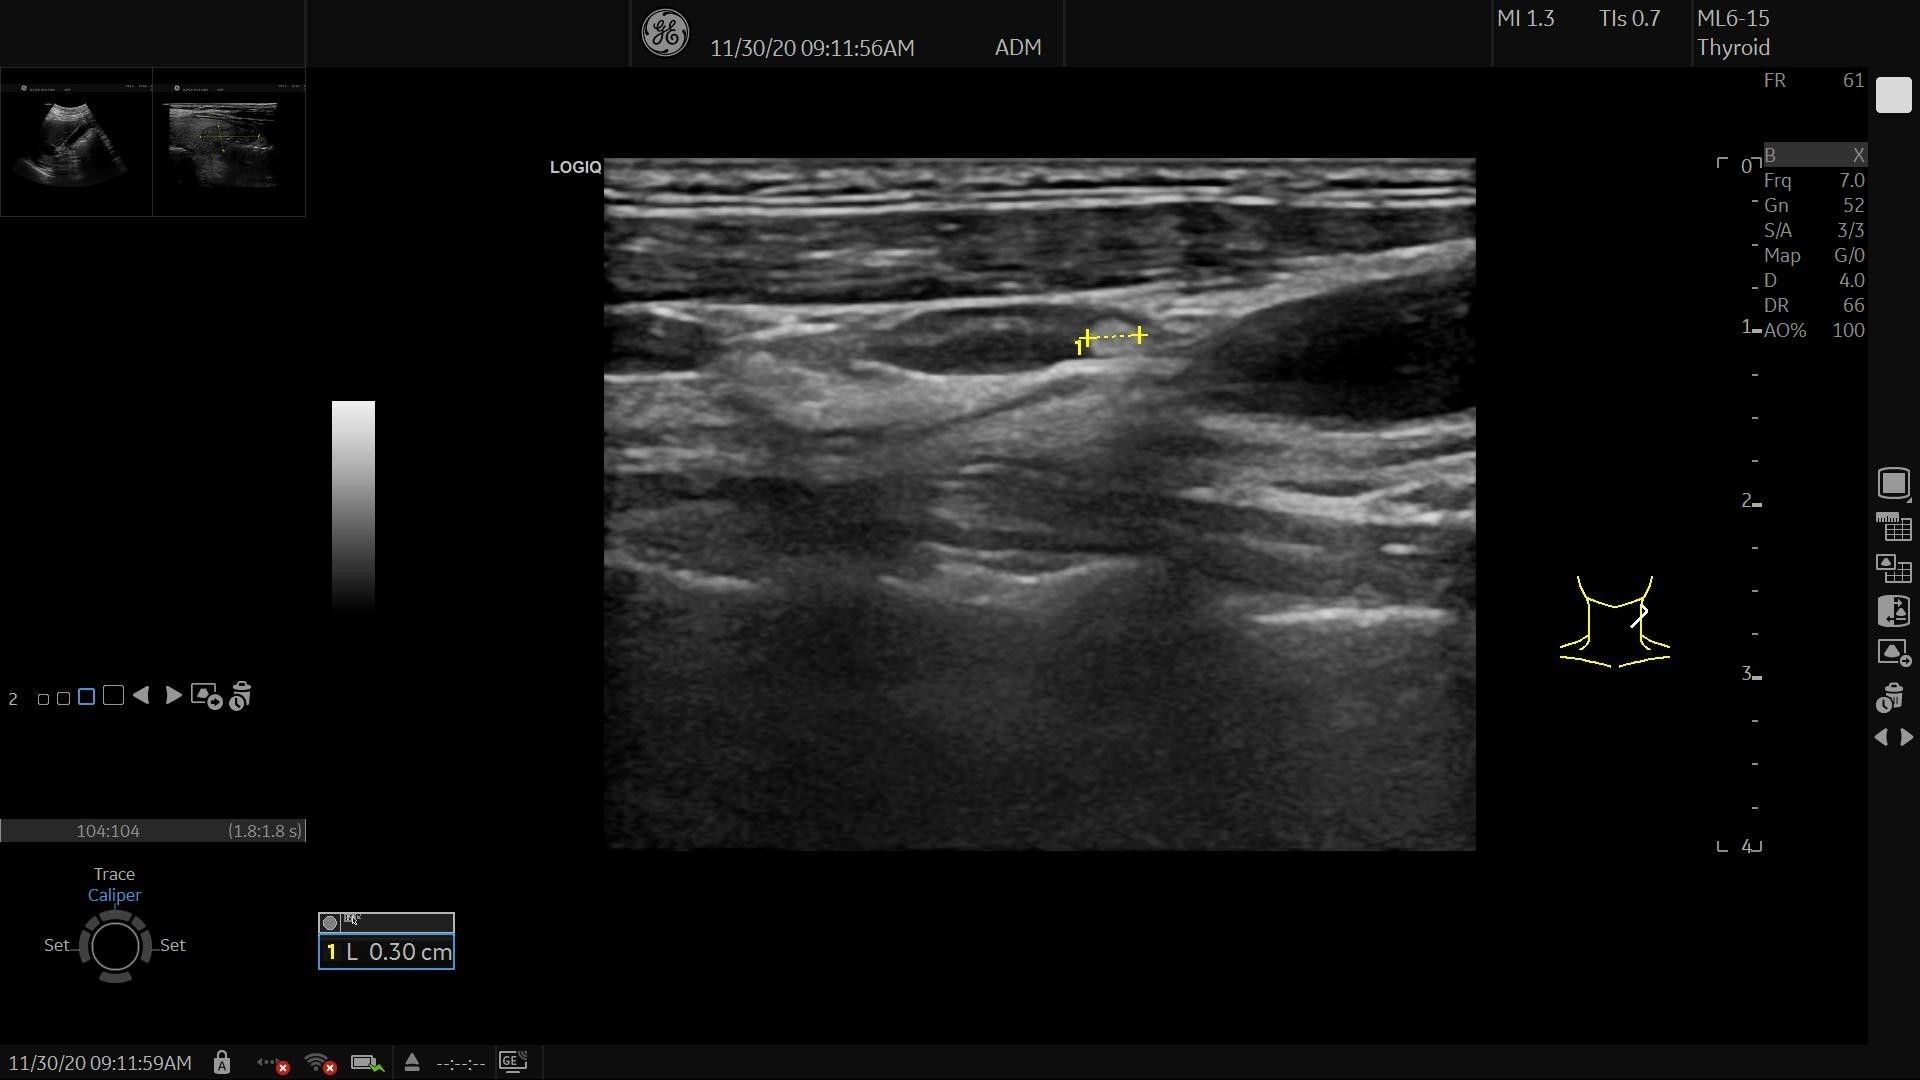 11/30/20 09:11:56AM
ADM
MI 1.3
TIs 0.7
ML6-15
Thyroid
FR 61
B X
Frq 7.0
Gn 52
S/A 3/3
Map G/0
D 4.0
DR 66
AO% 100
LOGIQ
0
1
2
3
4
1
2
104:104 (1.8:1.8 s)
Trace
Caliper
Set
Set
1 L 0.30 cm
11/30/20 09:11:59AM
A
--:--:--
GE